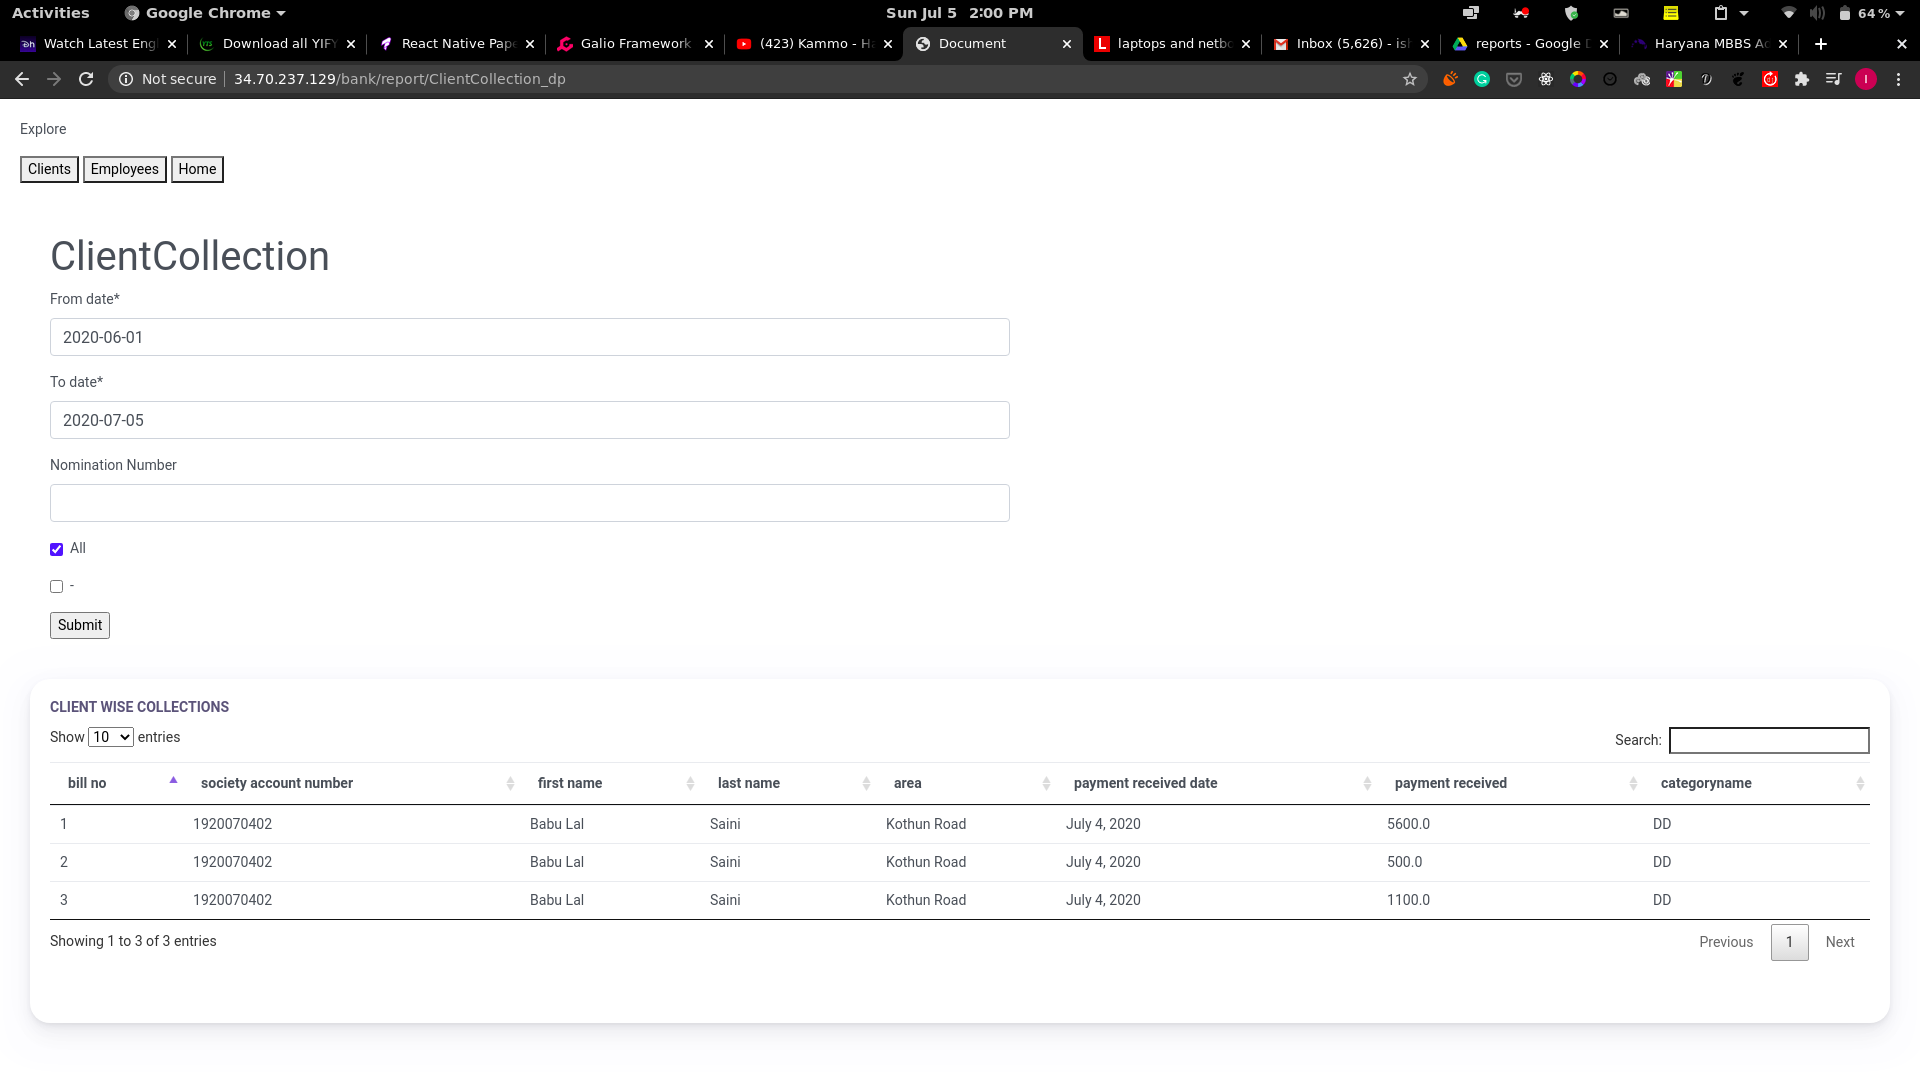 Activities Google Chrome Sun Jul 5 2:00 PM 64 %
Watch Latest Eng Download all YIFY React Native Pape Galio Framework (423) Kammo - Ha Document laptops and netbo Inbox (5,626) - is reports - Google D Haryana MBBS Ad
Not secure 34.70.237.129/bank/report/ClientCollection_dp
Explore
Clients Employees Home
ClientCollection
From date*
2020-06-01
To date*
2020-07-05
Nomination Number
All
-
Submit
CLIENT WISE COLLECTIONS
Show 10 entries Search:
bill no society account number first name last name area payment received date payment received categoryname
1 1920070402 Babu Lal Saini Kothun Road July 4, 2020 5600.0 DD
2 1920070402 Babu Lal Saini Kothun Road July 4, 2020 500.0 DD
3 1920070402 Babu Lal Saini Kothun Road July 4, 2020 1100.0 DD
Showing 1 to 3 of 3 entries Previous 1 Next